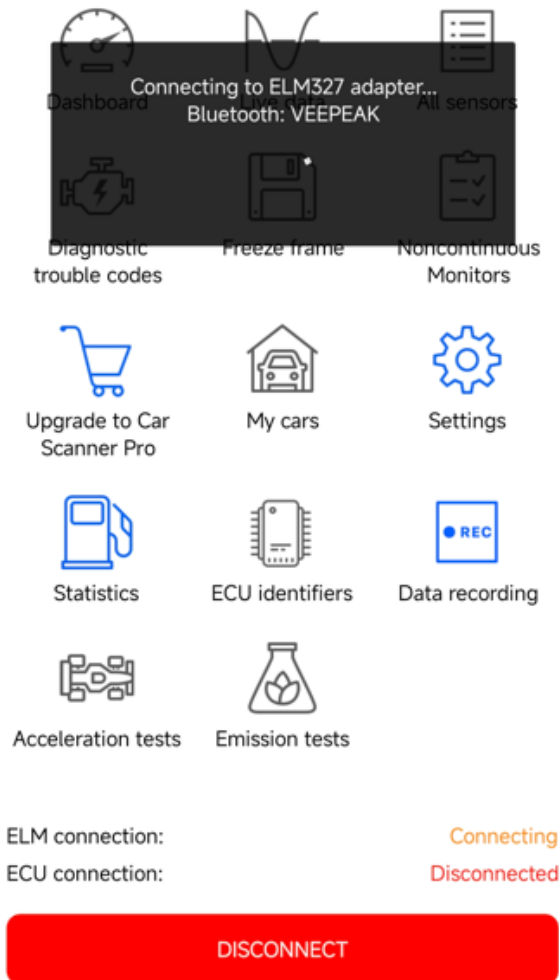 Connecting to ELM327 adapter...
Bluetooth: VEEPEAK
Dashboard
Live data
All sensors
Diagnostic
trouble codes
Freeze frame
Noncontinuous
Monitors
Upgrade to Car
Scanner Pro
My cars
Settings
Statistics
ECU identifiers
REC
Data recording
Acceleration tests
Emission tests
ELM connection: Connecting
ECU connection: Disconnected
DISCONNECT